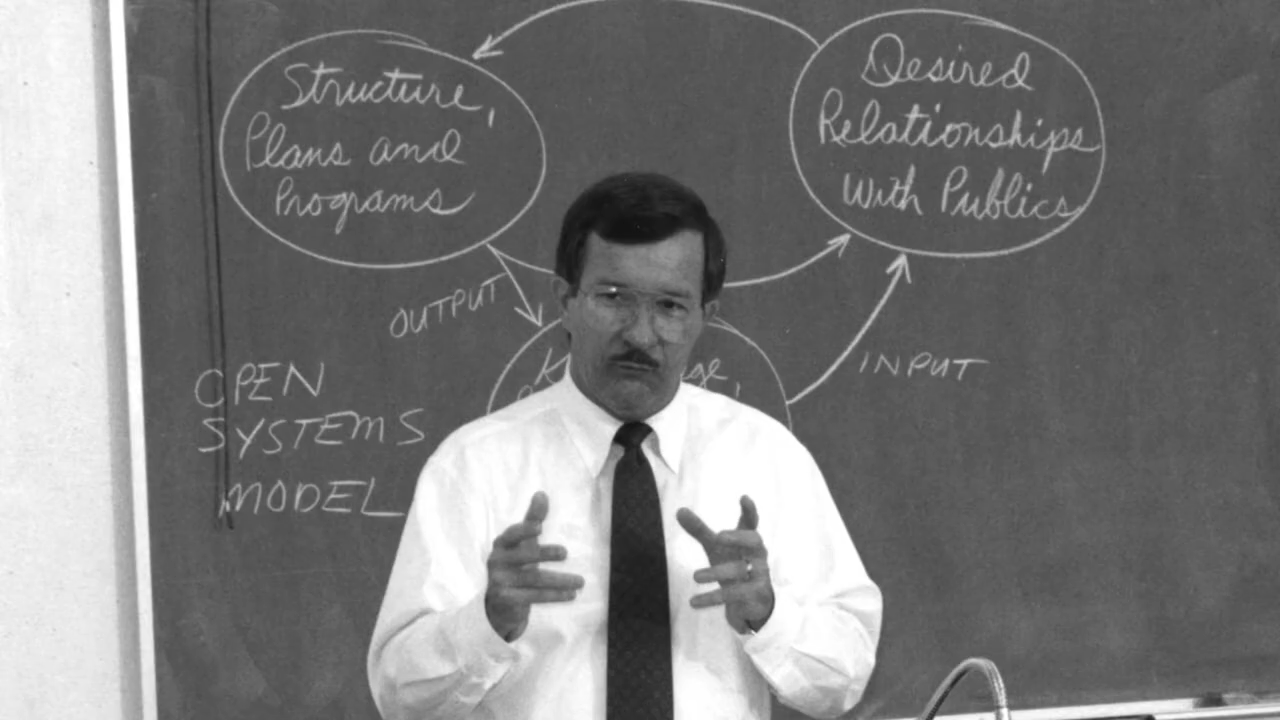 Structure,
Plans and
Programs
Desired
Relationships
With Publics
OUTPUT
INPUT
OPEN
SYSTEMS
MODEL